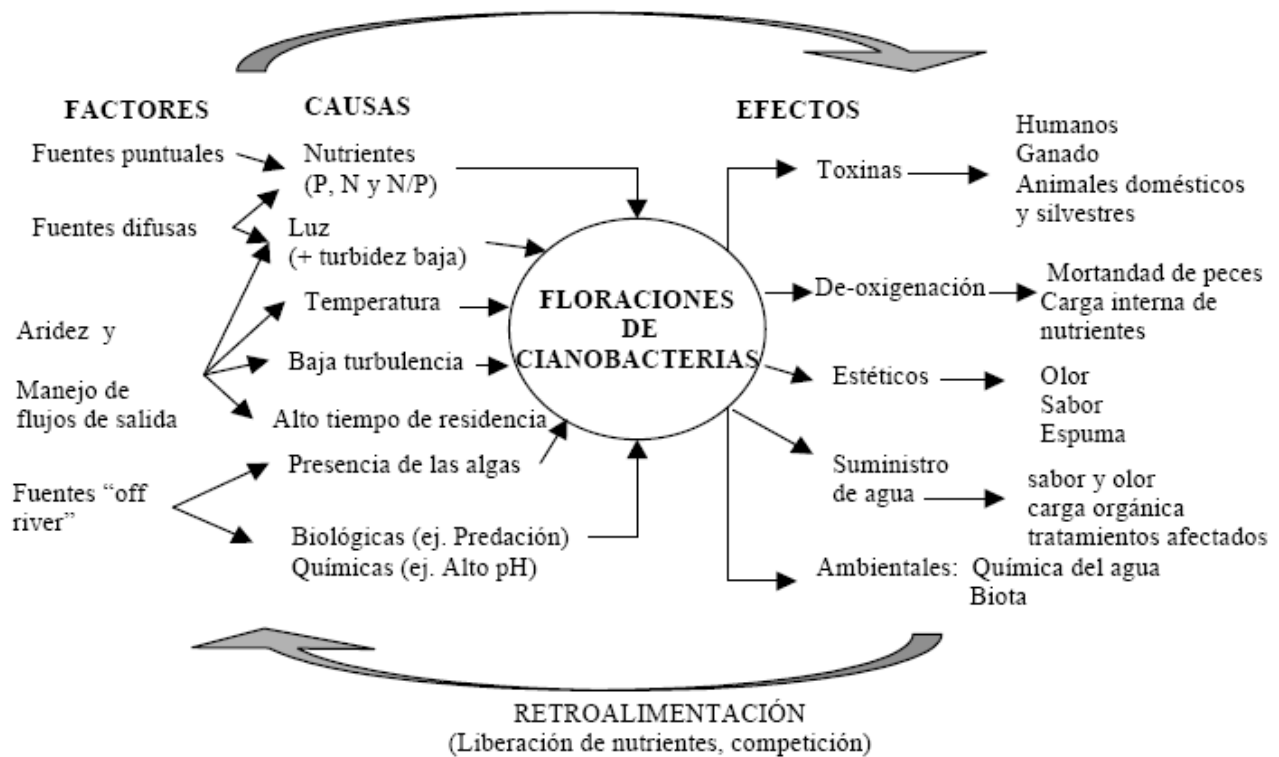 FACTORES
CAUSAS
EFECTOS
Fuentes puntuales
Fuentes difusas
Aridez y
Manejo de
flujos de salida
Fuentes “off
river”
Nutrientes
(P, N y N/P)
Luz
(+ turbidez baja)
Temperatura
Baja turbulencia
Alto tiempo de residencia
Presencia de las algas
Biológicas (ej. Predación)
Químicas (ej. Alto pH)
FLORACIONES
DE
CIANOBACTERIAS
Toxinas
Humanos
Ganado
Animales domésticos
y silvestres
De-oxigenación
Mortandad de peces
Carga interna de
nutrientes
Estéticos
Olor
Sabor
Espuma
Suministro
de agua
sabor y olor
carga orgánica
tratamientos afectados
Ambientales: Química del agua
Biota
RETROALIMENTACIÓN
(Liberación de nutrientes, competición)